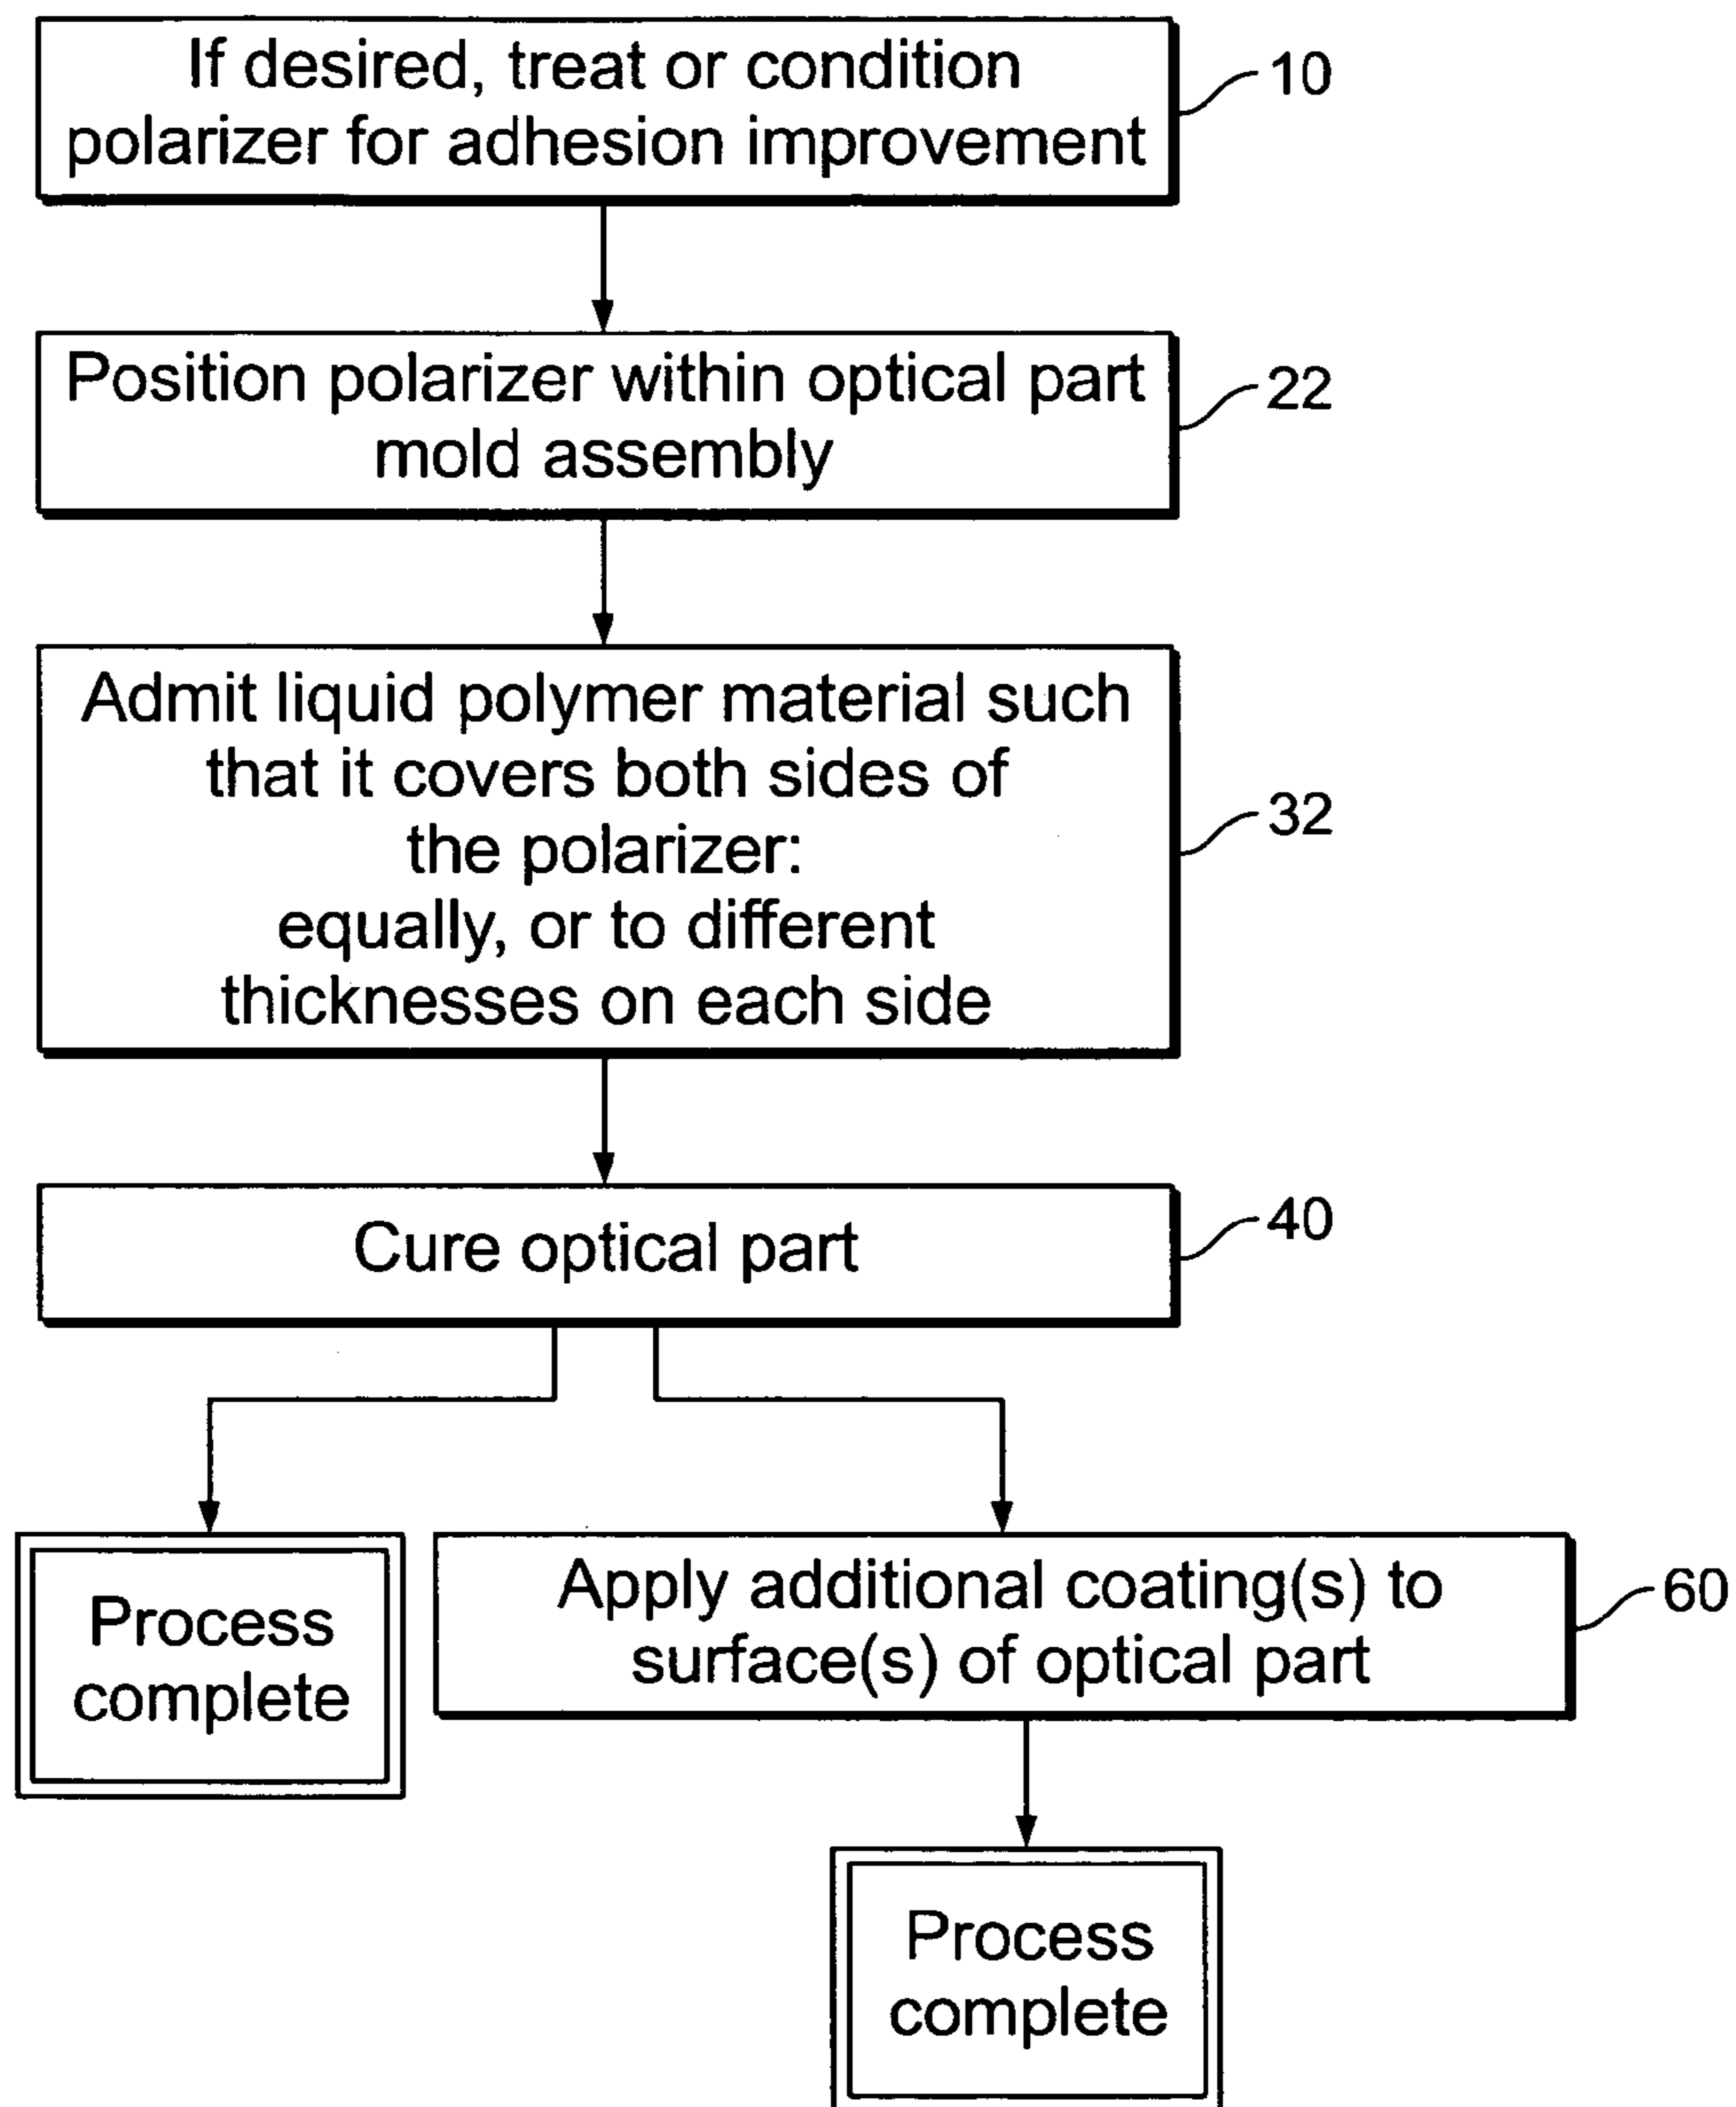 If desired, treat or condition
polarizer for adhesion improvement
10
Position polarizer within optical part
mold assembly
22
Admit liquid polymer material such
that it covers both sides of
the polarizer:
equally, or to different
thicknesses on each side
32
Cure optical part
40
Process
complete
Apply additional coating(s) to
surface(s) of optical part
60
Process
complete